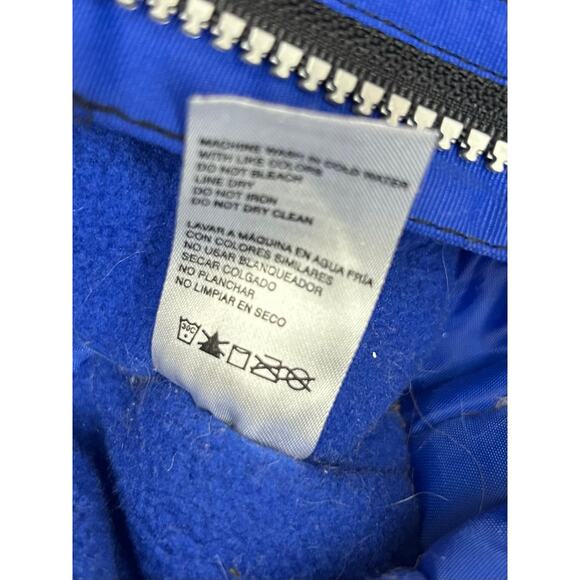 MACHINE WASH IN COLD WATER
WITH LIKE COLORS
DO NOT BLEACH
LINE DRY
DO NOT IRON
DO NOT DRY CLEAN
LAVAR A MÁQUINA EN AGUA FRÍA
CON COLORES SIMILARES
NO USAR BLANQUEADOR
SECAR COLGADO
NO PLANCHAR
NO LIMPIAR EN SECO
30C